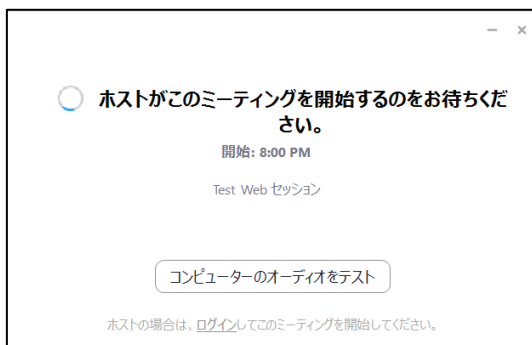 ホストがこのミーティングを開始するのをお待ちくだ
さい。
開始: 8:00 PM
Test Web セッション
コンピューターのオーディオをテスト
ホストの場合は、ログインしてこのミーティングを開始してください。